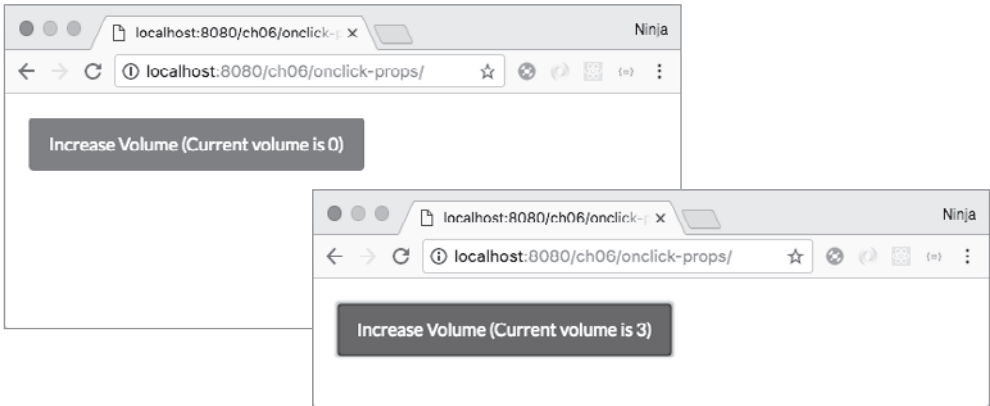 localhost:8080/ch06/onclick-p
Ninja
localhost:8080/ch06/onclick-props/
Increase Volume (Current volume is 0)
localhost:8080/ch06/onclick-p
Ninja
localhost:8080/ch06/onclick-props/
Increase Volume (Current volume is 3)